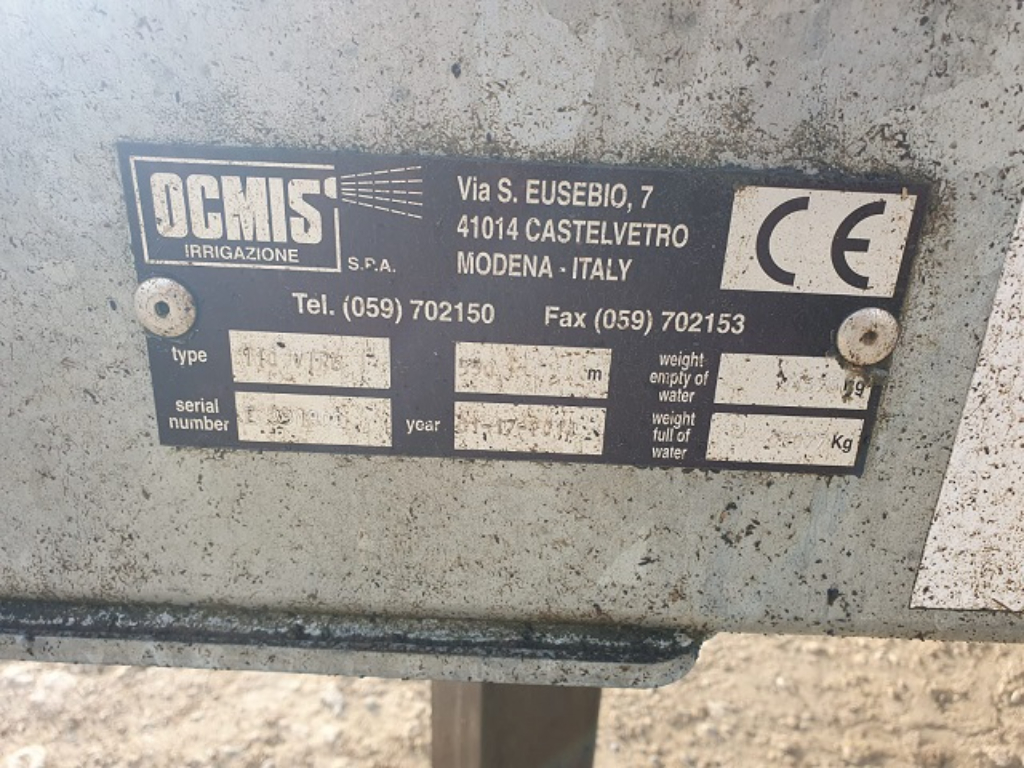 OCMIS
IRRIGAZIONE
S.P.A.
Via S. EUSEBIO, 7
41014 CASTELVETRO
MODENA - ITALY
CE
Tel. (059) 702150 Fax (059) 702153
type
m
weight
empty of
water
Kg
serial
number
year
weight
full of
water
Kg